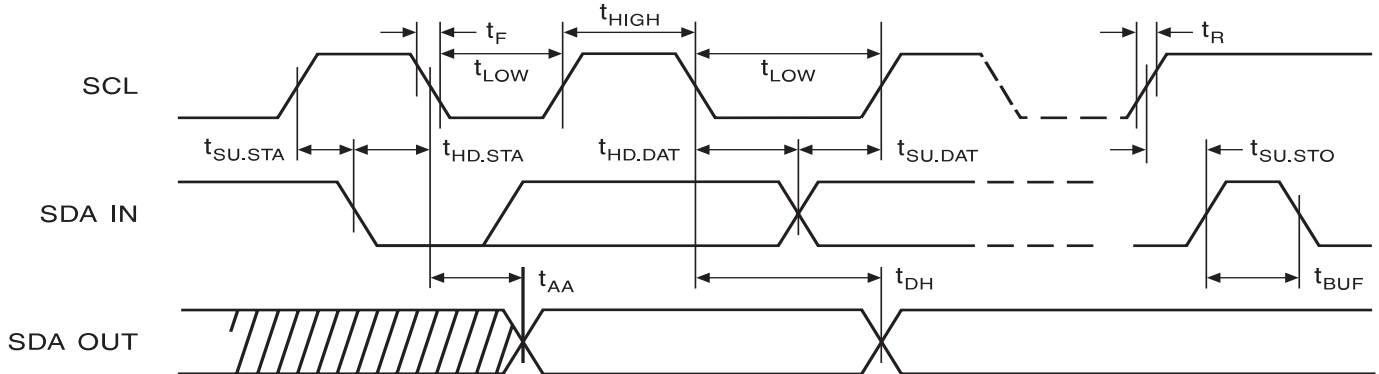 tHIGH
tF
tR
tLOW
tLOW
SCL
tSU.STA
tHD.STA
tHD.DAT
tSU.DAT
tSU.STO
SDA IN
tAA
tDH
tBUF
SDA OUT